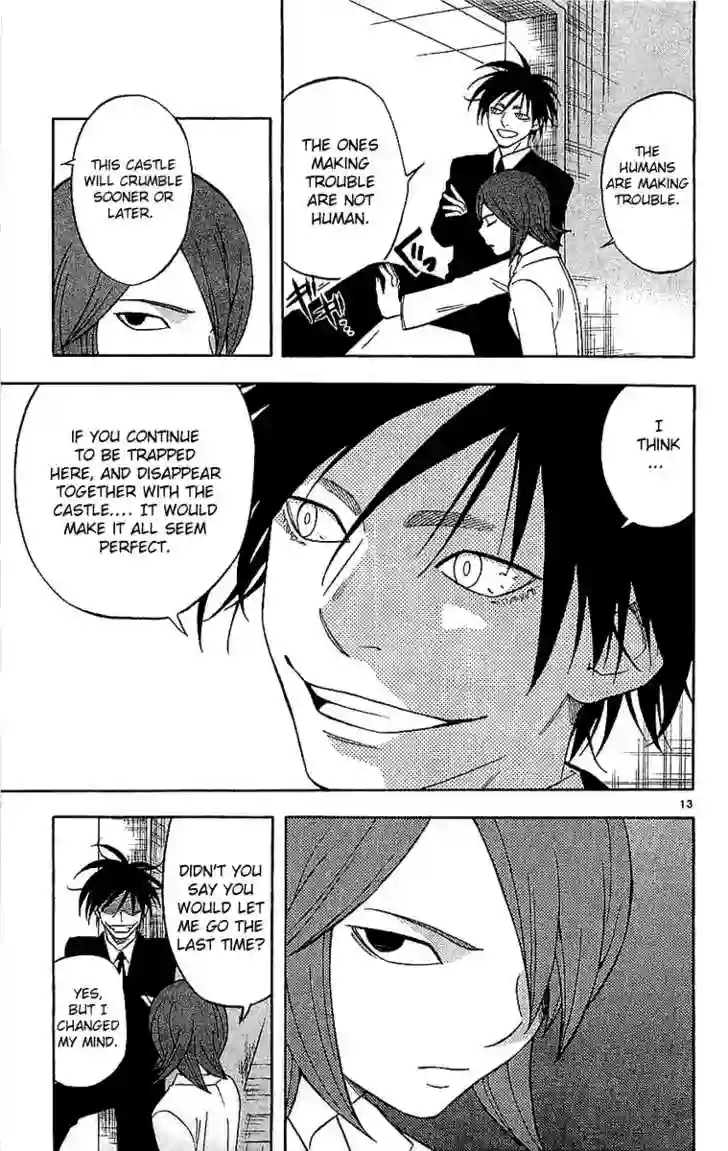 THE
HUMANS
ARE MAKING
TROUBLE.
THE ONES
MAKING
TROUBLE
ARE NOT
HUMAN.
THIS CASTLE
WILL CRUMBLE
SOONER OR
LATER.
I
THINK
...
IF YOU CONTINUE
TO BE TRAPPED
HERE, AND DISAPPEAR
TOGETHER WITH THE
CASTLE.... IT WOULD
MAKE IT ALL SEEM
PERFECT.
13
DIDN'T YOU
SAY YOU
WOULD LET
ME GO THE
LAST TIME?
YES,
BUT I
CHANGED
MY MIND.